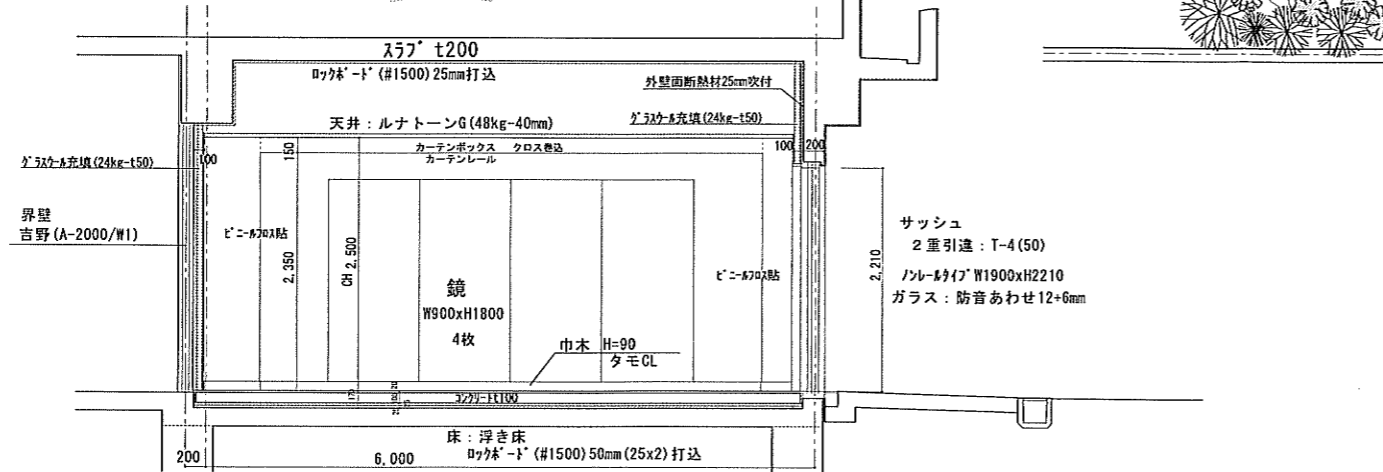 スラブ t200
ロックボード(#1500)25mm打込
外壁面断熱材25mm吹付
天井：ルナトーンG(48kg-40mm)
グラスウール充填(24kg-t50)
カーテンボックス クロス巻込
カーテンレール
グラスウール充填(24kg-t50)
100
150
100
200
界壁
吉野(A-2000/W1)
ビニールクロス貼
2,350
CH 2,500
ビニールクロス貼
2,210
サッシュ
２重引違：T-4(50)
ノンレールタイプ W1900xH2210
ガラス：防音あわせ12+6mm
鏡
W900xH1800
4枚
巾木 H=90
タモCL
コンクリートt100
床：浮き床
ロックボード(#1500)50mm(25x2)打込
200
6,000